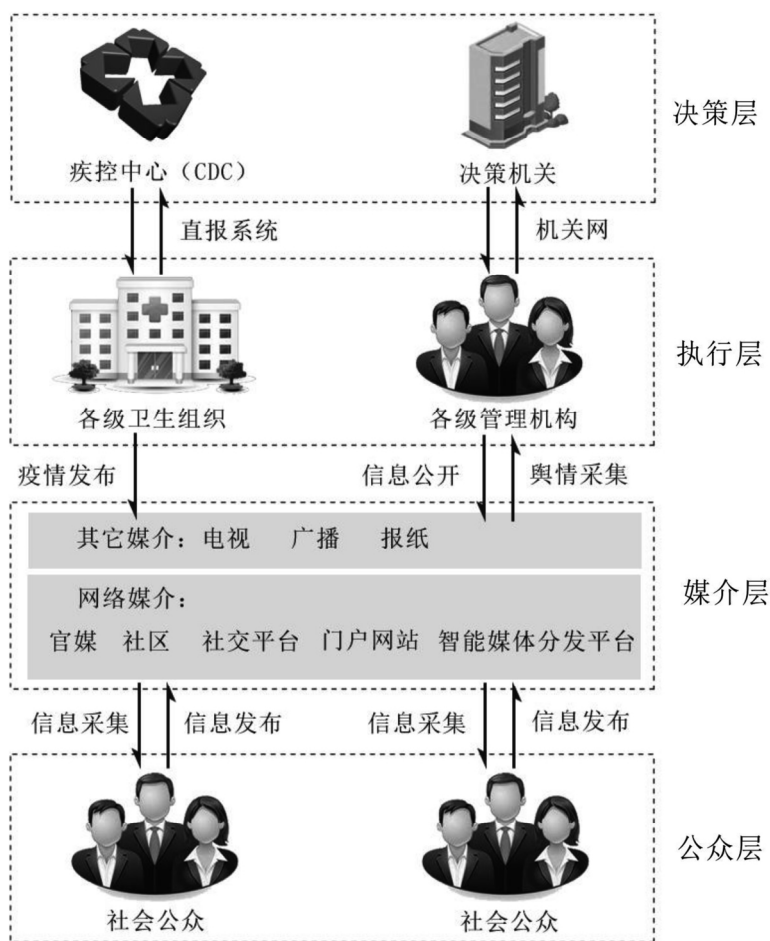 决策层
疾控中心（CDC） 决策机关
直报系统 机关网
执行层
各级卫生组织 各级管理机构
疫情发布 信息公开 舆情采集
其它媒介：电视 广播 报纸
媒介层
网络媒介：
官媒 社区 社交平台 门户网站 智能媒体分发平台
信息采集 信息发布 信息采集 信息发布
公众层
社会公众 社会公众